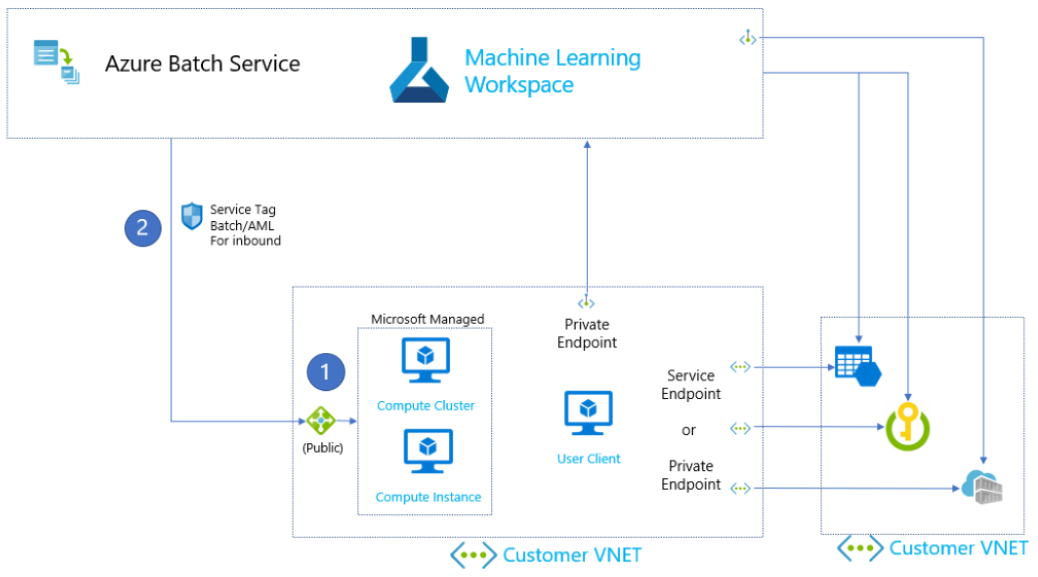 Azure Batch Service
Machine Learning
Workspace
2
Service Tag
Batch/AML
For inbound
Microsoft Managed
Private
Endpoint
1
Compute Cluster
(Public)
Compute Instance
User Client
Service
Endpoint
or
Private
Endpoint
Customer VNET
Customer VNET